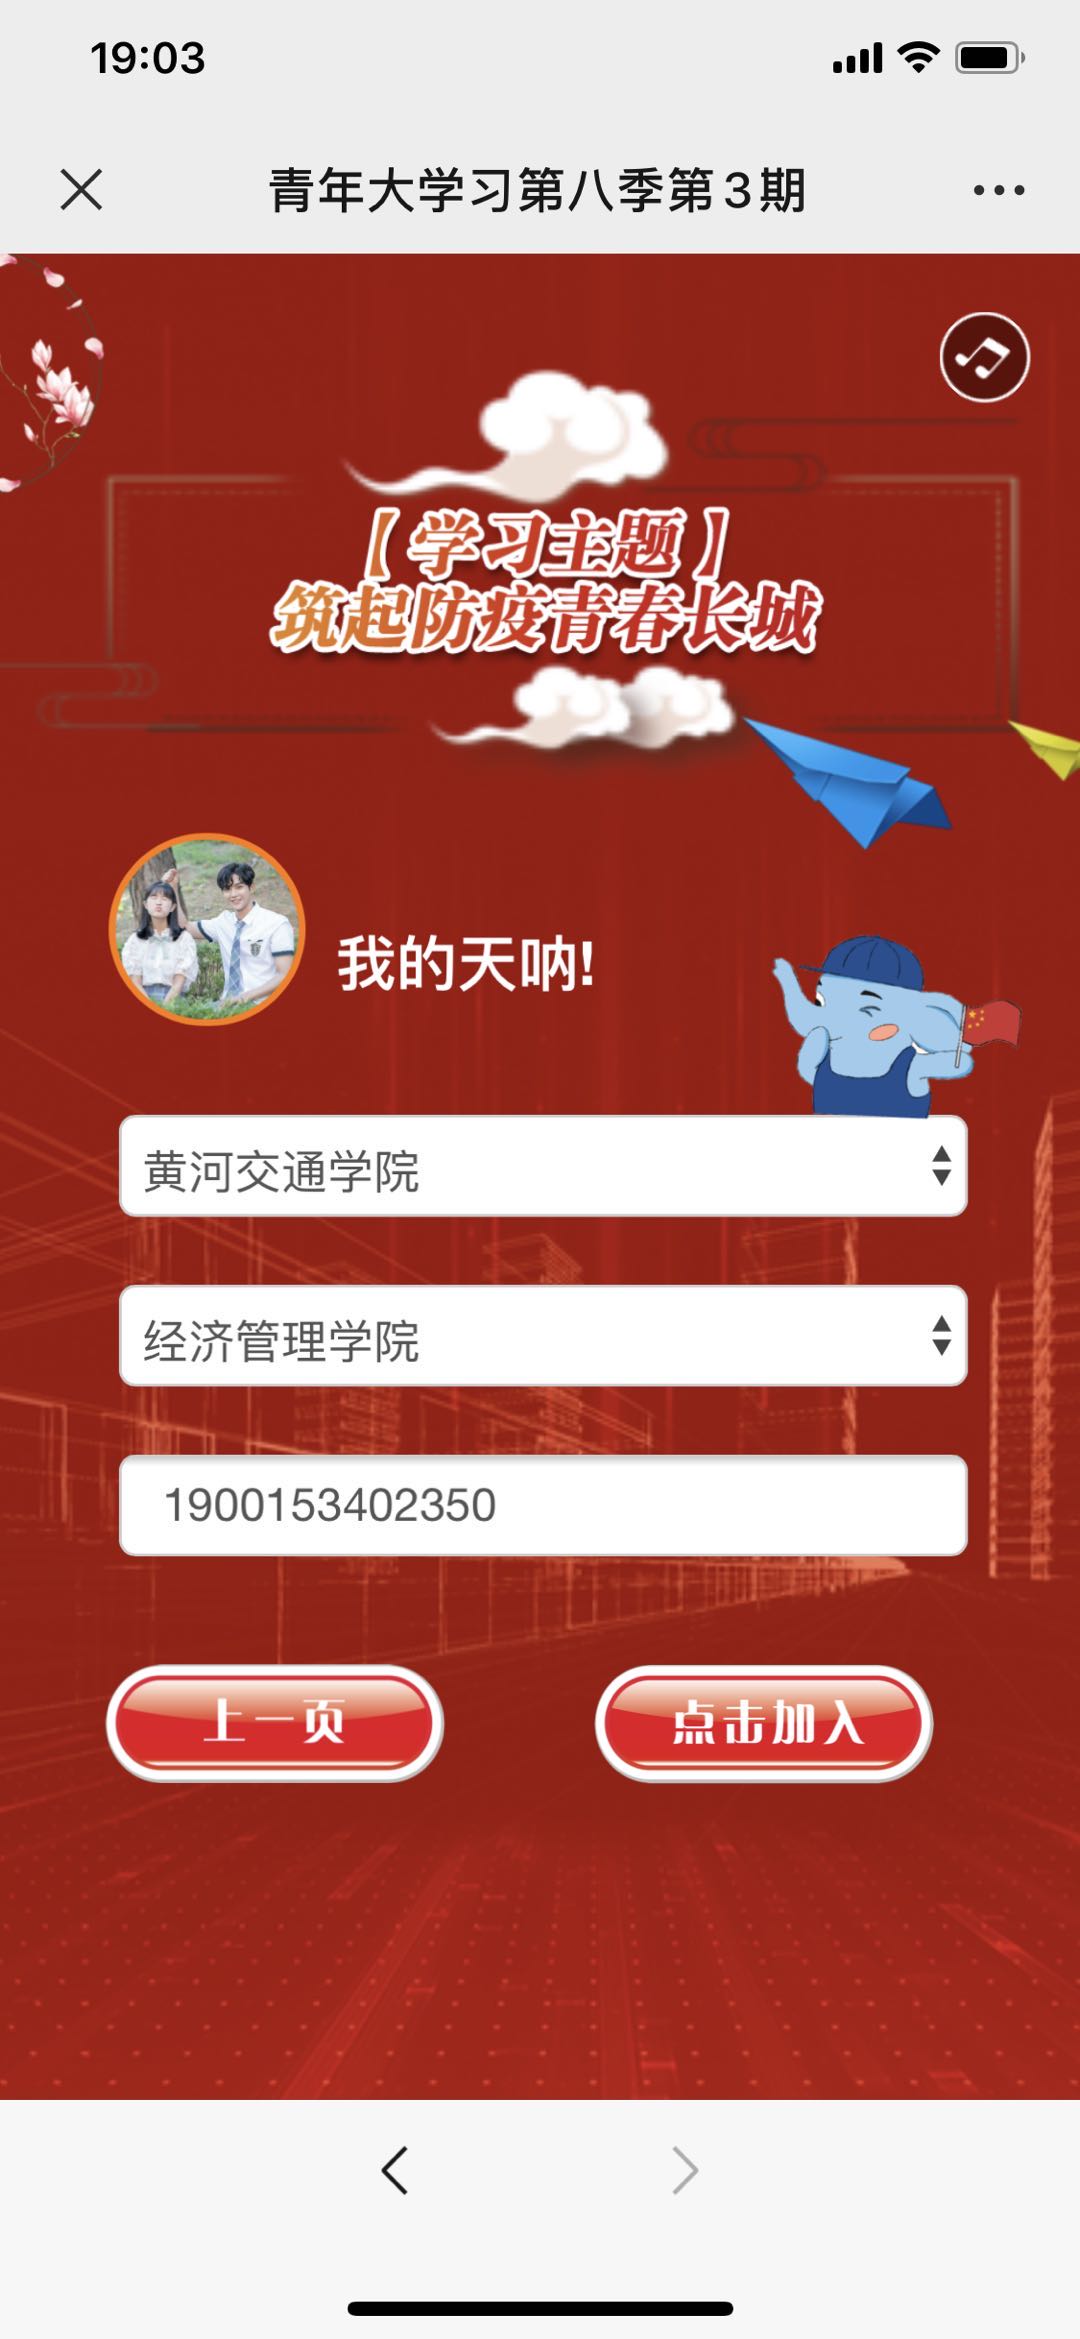 19:03
青年大学习第八季第3期
【学习主题】
筑起防疫青春长城
我的天呐!
黄河交通学院
经济管理学院
1900153402350
上一页
点击加入